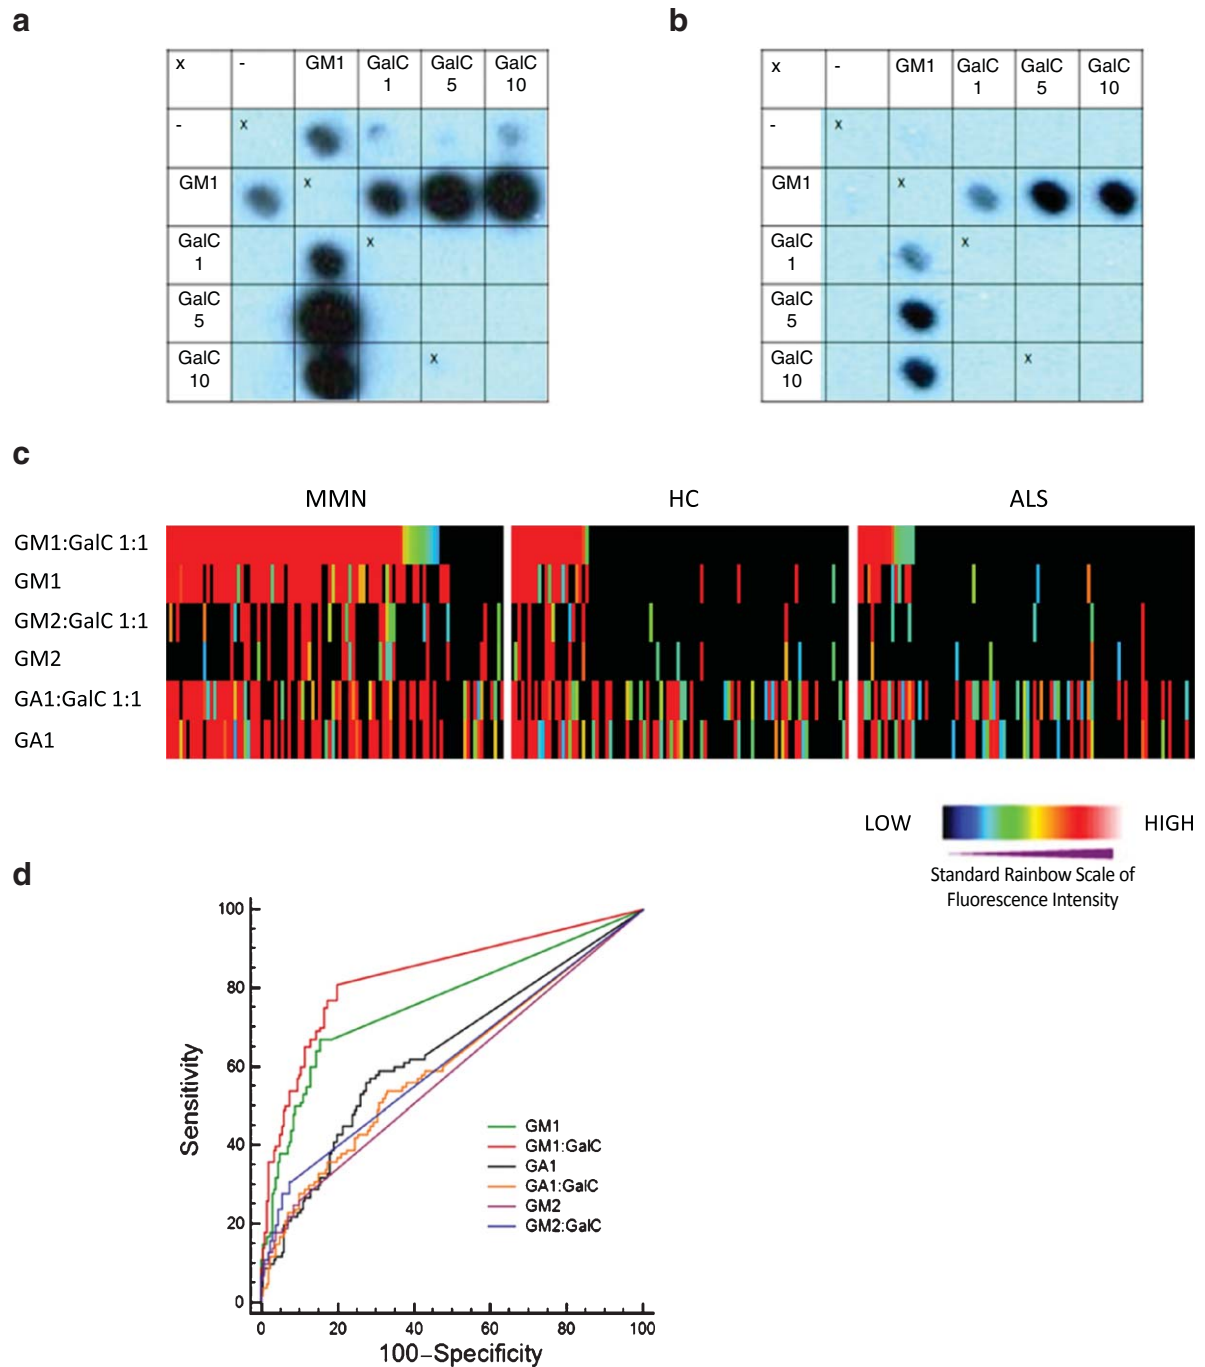 a
x - GM1 GalC 1 GalC 5 GalC 10
- x
GM1 x
GalC 1 x
GalC 5
GalC 10 x
b
x - GM1 GalC 1 GalC 5 GalC 10
- x
GM1 x
GalC 1 x
GalC 5
GalC 10 x
c
MMN HC ALS
GM1:GalC 1:1
GM1
GM2:GalC 1:1
GM2
GA1:GalC 1:1
GA1
LOW HIGH
Standard Rainbow Scale of
Fluorescence Intensity
d
Sensitivity
100
80
60
40
20
0
GM1
GM1:GalC
GA1
GA1:GalC
GM2
GM2:GalC
0 20 40 60 80 100
100–Specificity